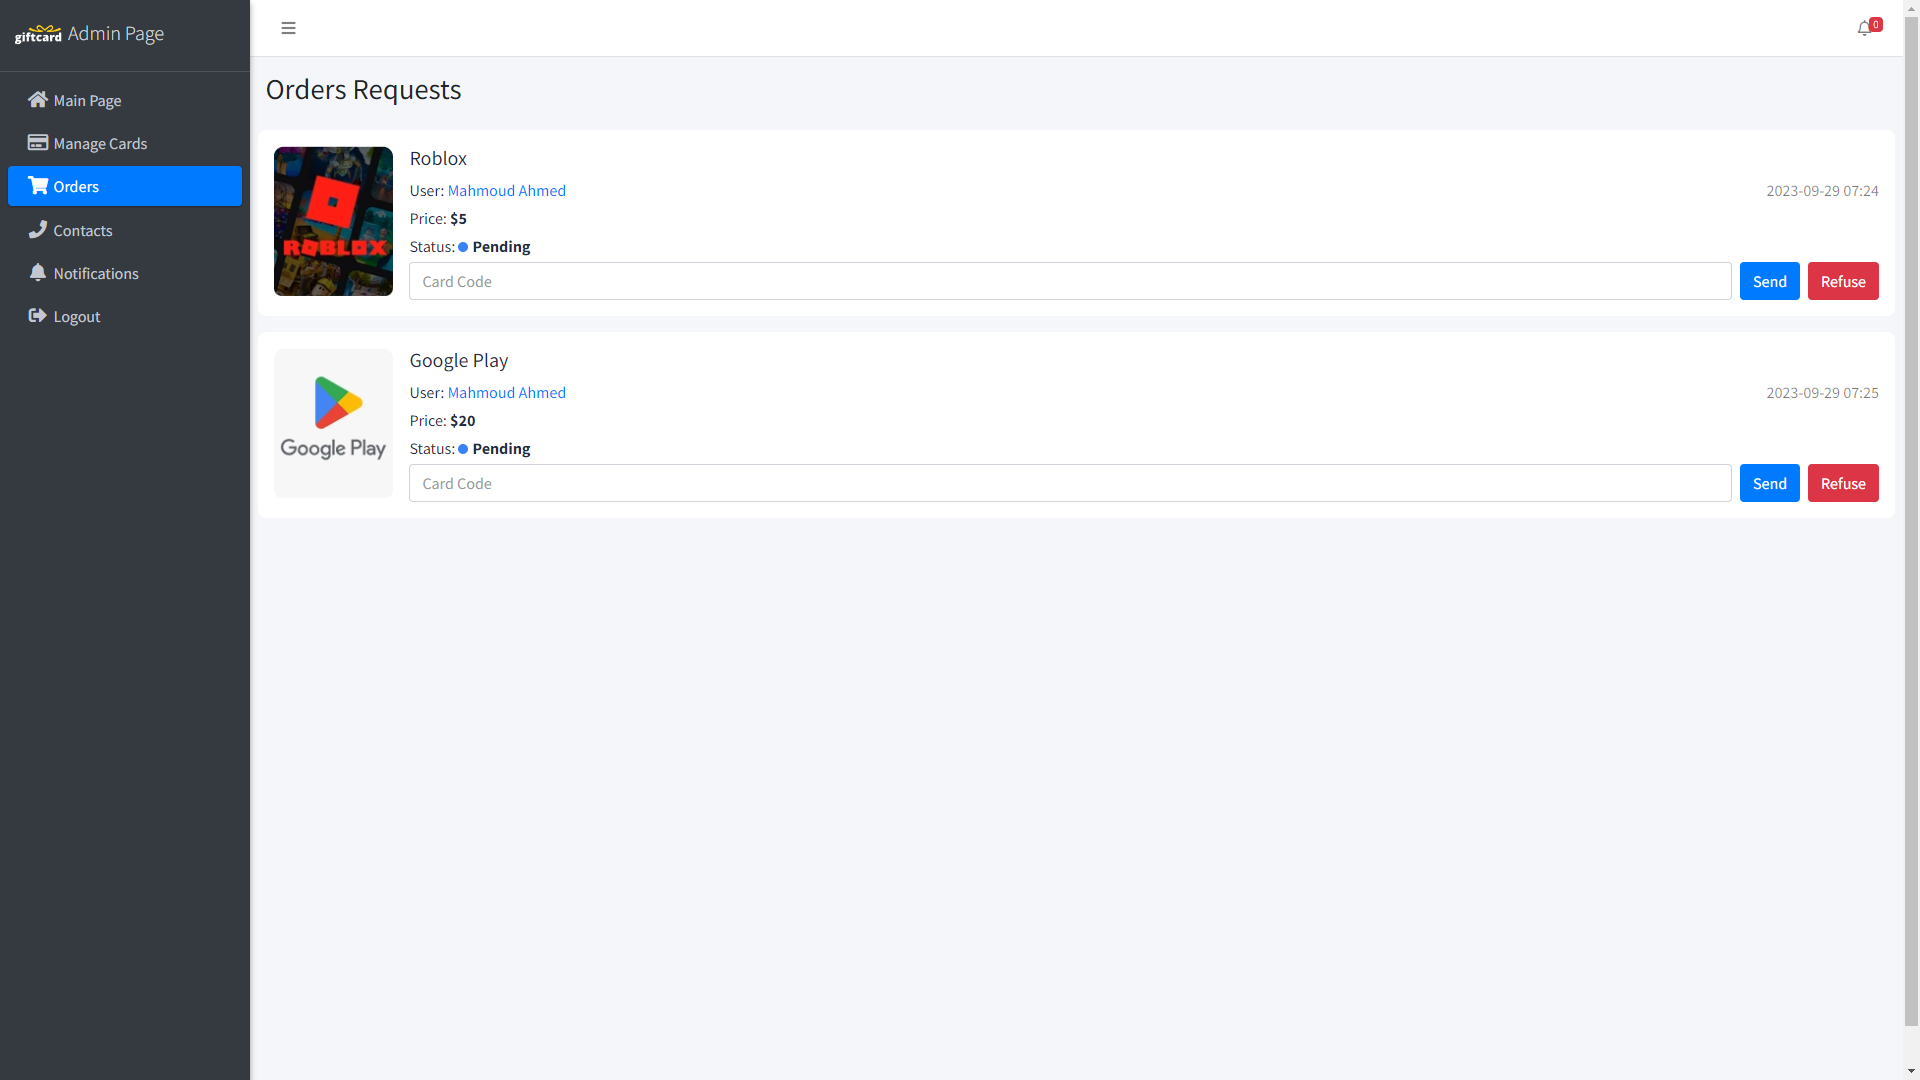 giftcard Admin Page
0
Main Page
Manage Cards
Orders
Contacts
Notifications
Logout
Orders Requests
ROBLOX
Roblox
User: Mahmoud Ahmed
2023-09-29 07:24
Price: $5
Status: Pending
Card Code
Send
Refuse
Google Play
Google Play
User: Mahmoud Ahmed
2023-09-29 07:25
Price: $20
Status: Pending
Card Code
Send
Refuse